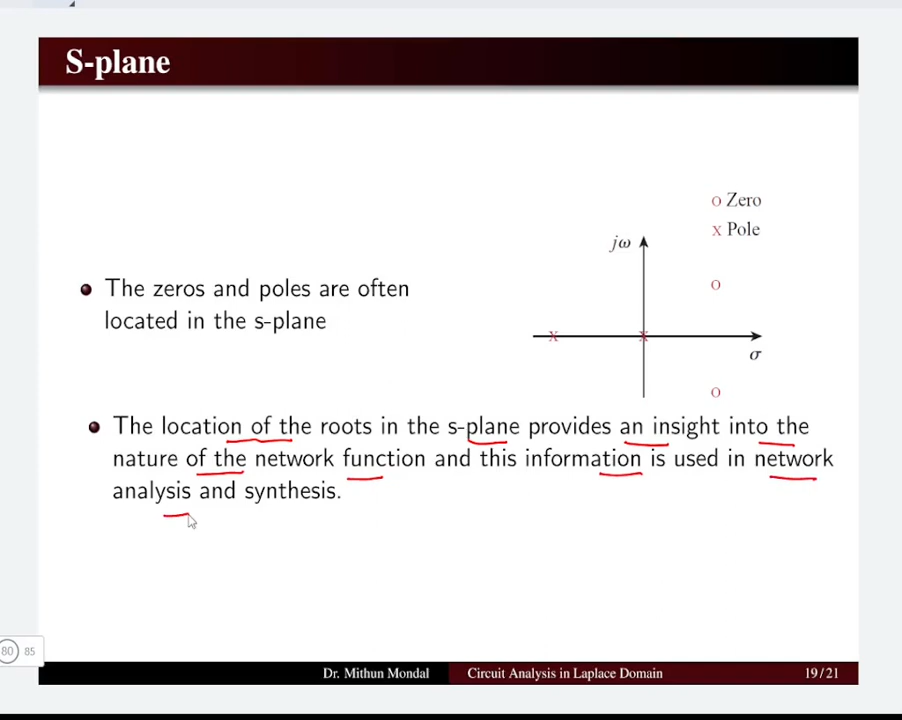 S-plane
o Zero
x Pole
jω
The zeros and poles are often
located in the s-plane
o
x
x
σ
o
The location of the roots in the s-plane provides an insight into the
nature of the network function and this information is used in network
analysis and synthesis.
80 85
Dr. Mithun Mondal Circuit Analysis in Laplace Domain 19/21